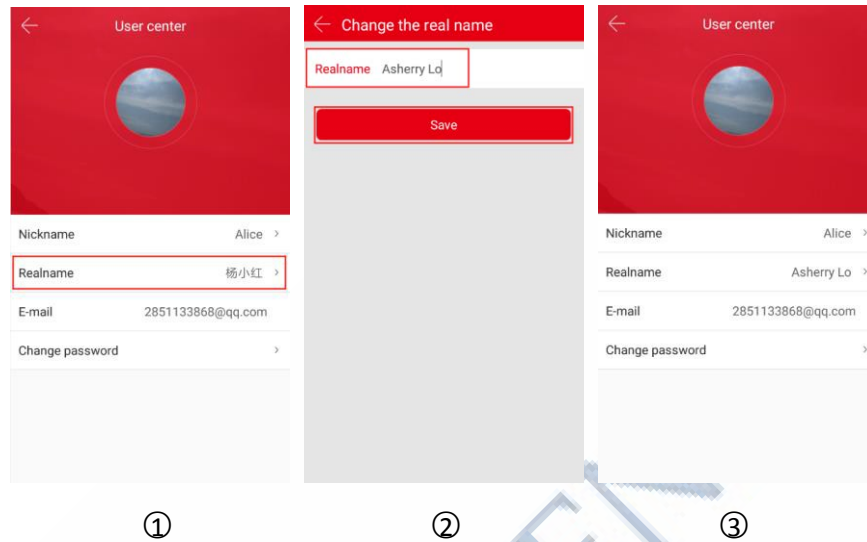 User center
Nickname Alice
Realname 杨小红
E-mail 2851133868@qq.com
Change password
①
Change the real name
Realname Asherry Lo
Save
②
User center
Nickname Alice
Realname Asherry Lo
E-mail 2851133868@qq.com
Change password
③